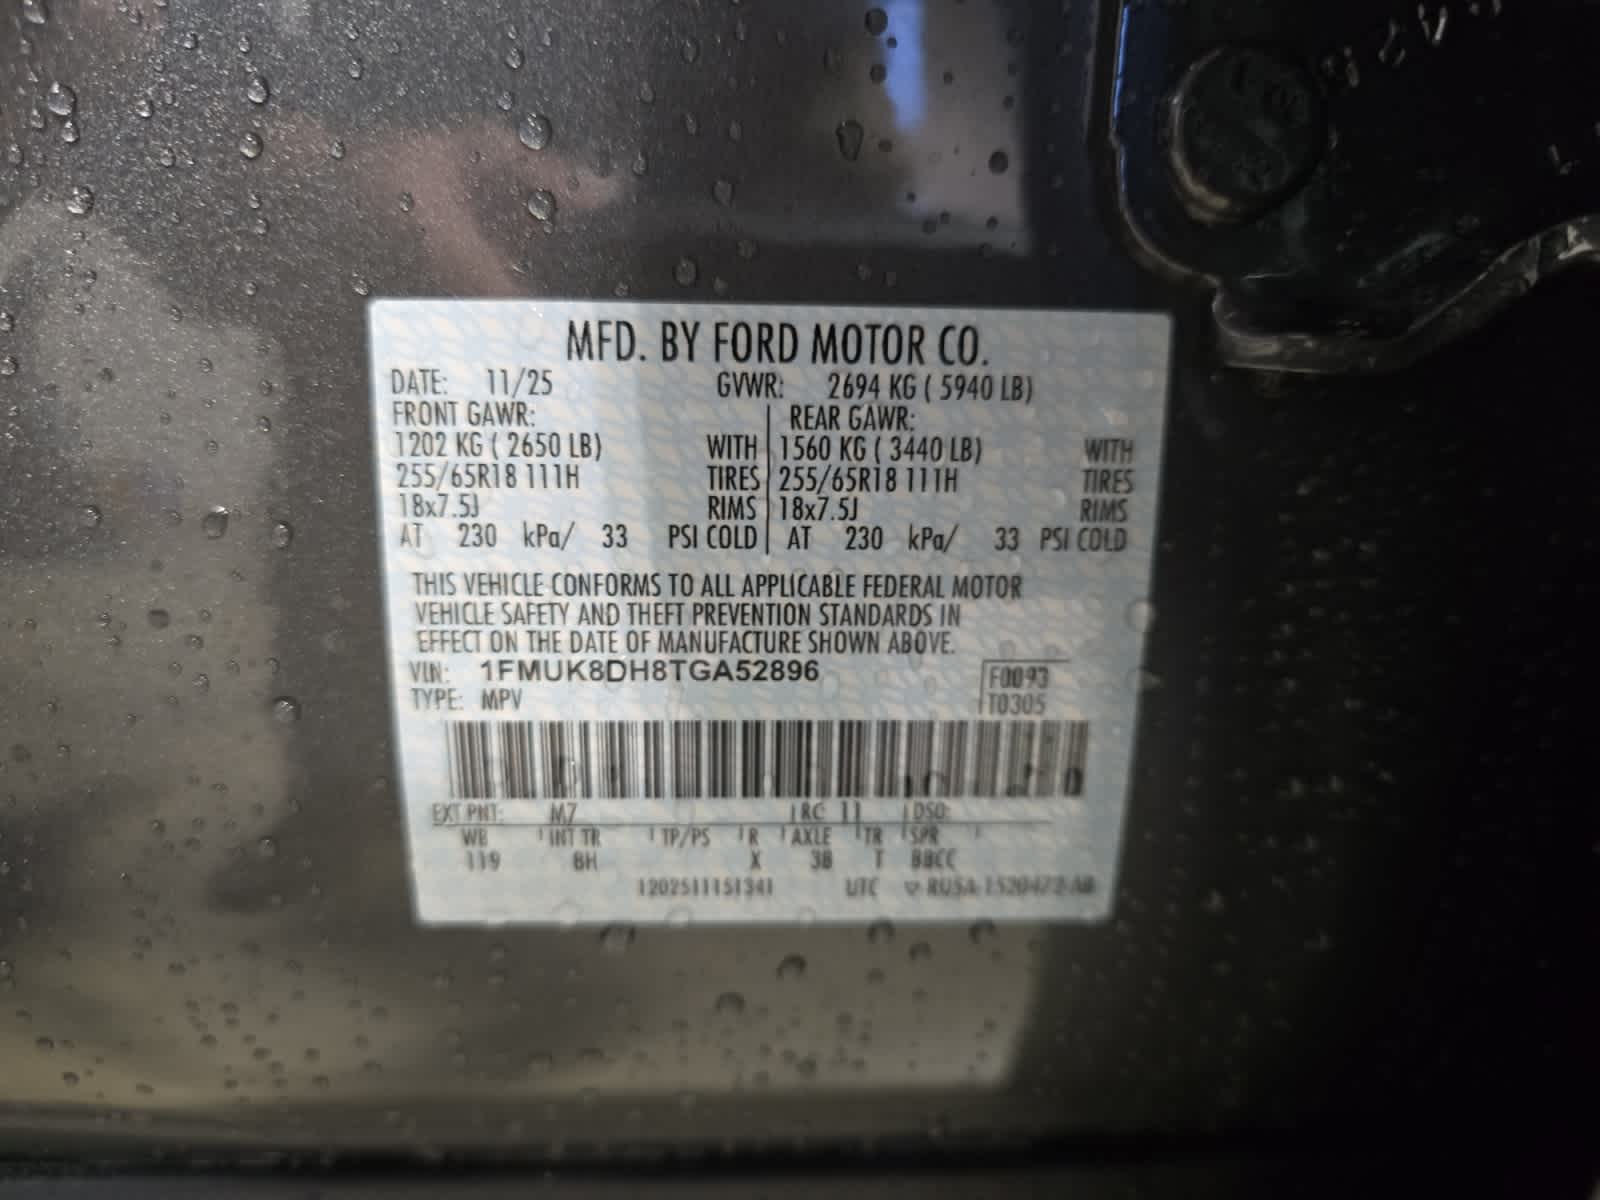 MFD. BY FORD MOTOR CO.
DATE: 11/25 GVWR: 2694 KG ( 5940 LB)
FRONT GAWR: REAR GAWR:
1202 KG ( 2650 LB) WITH 1560 KG ( 3440 LB) WITH
255/65R18 111H TIRES 255/65R18 111H TIRES
18x7.5J RIMS 18x7.5J RIMS
AT 230 kPa/ 33 PSI COLD AT 230 kPa/ 33 PSI COLD
THIS VEHICLE CONFORMS TO ALL APPLICABLE FEDERAL MOTOR
VEHICLE SAFETY AND THEFT PREVENTION STANDARDS IN
EFFECT ON THE DATE OF MANUFACTURE SHOWN ABOVE.
VIN: 1FMUK8DH8TGA52896 F0093
TYPE: MPV T0305
EXT PNT: M7 RC 11 DSO:
WB INT TR TP/PS R AXLE TR SPR
119 8H X 3B T BBCC
1202511151341 UTC